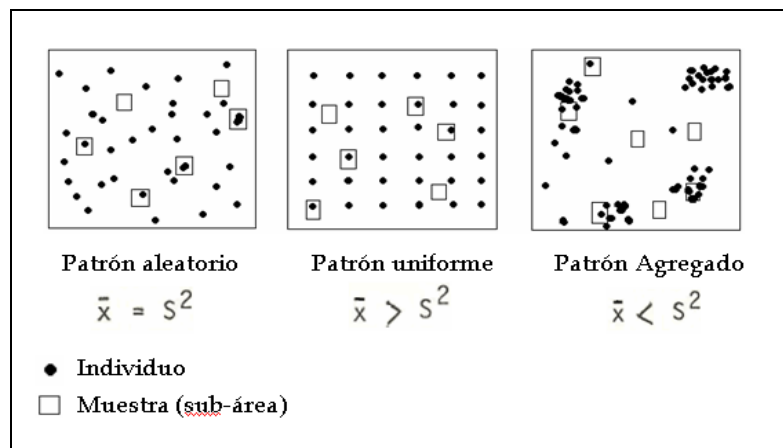 Patrón aleatorio
Patrón uniforme
Patrón Agregado
x̄ = S²
x̄ > S²
x̄ < S²
Individuo
Muestra (sub-área)